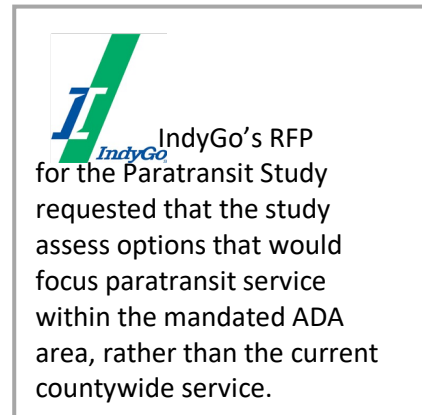 IndyGo
IndyGo’s RFP
for the Paratransit Study
requested that the study
assess options that would
focus paratransit service
within the mandated ADA
area, rather than the current
countywide service.